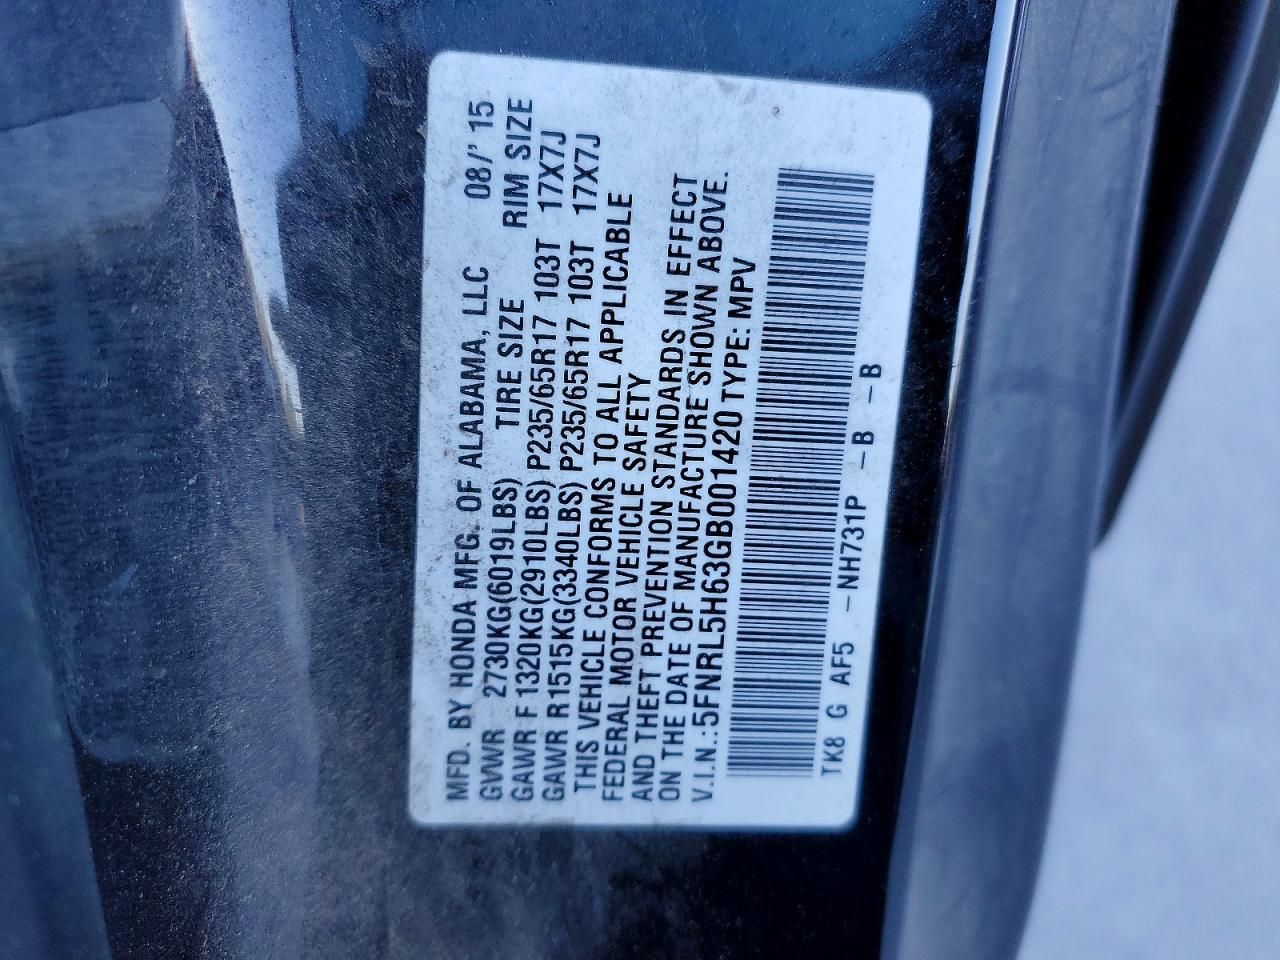 MFD. BY HONDA MFG. OF ALABAMA, LLC 08/' 15
GVWR 2730KG(6019LBS) TIRE SIZE RIM SIZE
GAWR F 1320KG(2910LBS) P235/65R17 103T 17X7J
GAWR R 1515KG(3340LBS) P235/65R17 103T 17X7J
THIS VEHICLE CONFORMS TO ALL APPLICABLE
FEDERAL MOTOR VEHICLE SAFETY
AND THEFT PREVENTION STANDARDS IN EFFECT
ON THE DATE OF MANUFACTURE SHOWN ABOVE.
V.I.N.: 5FNRL5H63GB001420 TYPE: MPV
TK8 G AF5 -NH731P -B -B